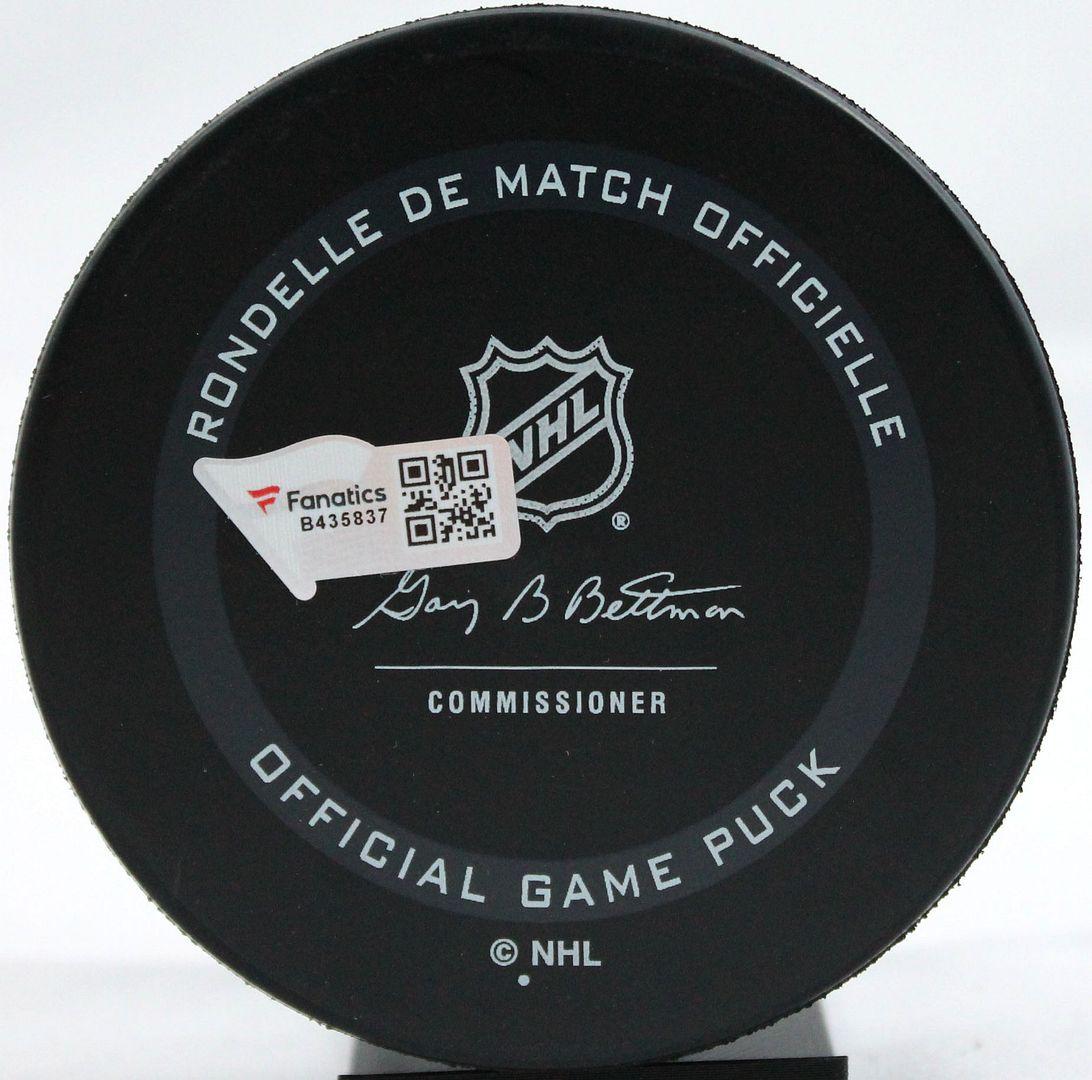 RONDELLE DE MATCH OFFICIELLE
NHL
®
Fanatics
B435837
Gary B Bettman
COMMISSIONER
OFFICIAL GAME PUCK
© NHL